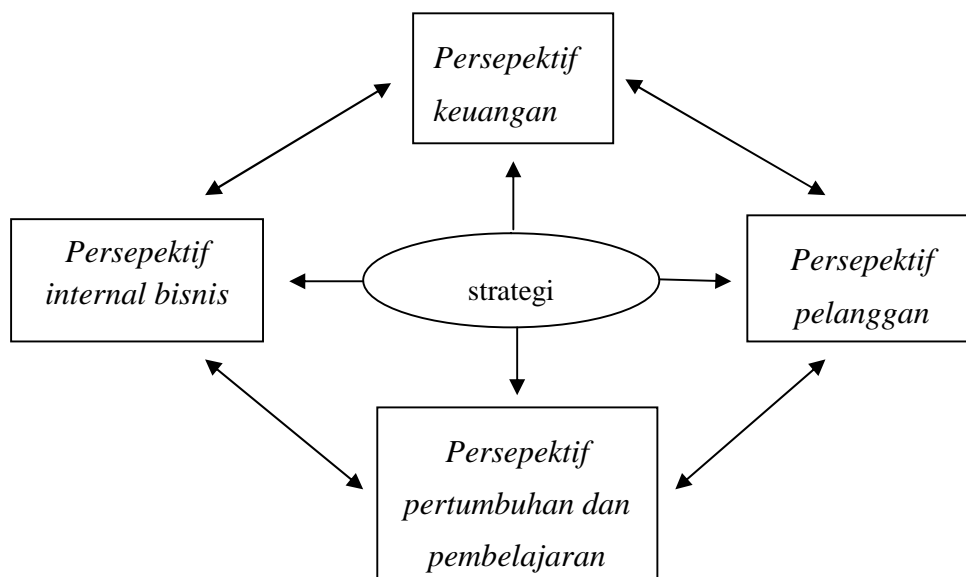 Persepektif
keuangan
Persepektif
internal bisnis
strategi
Persepektif
pelanggan
Persepektif
pertumbuhan dan
pembelajaran